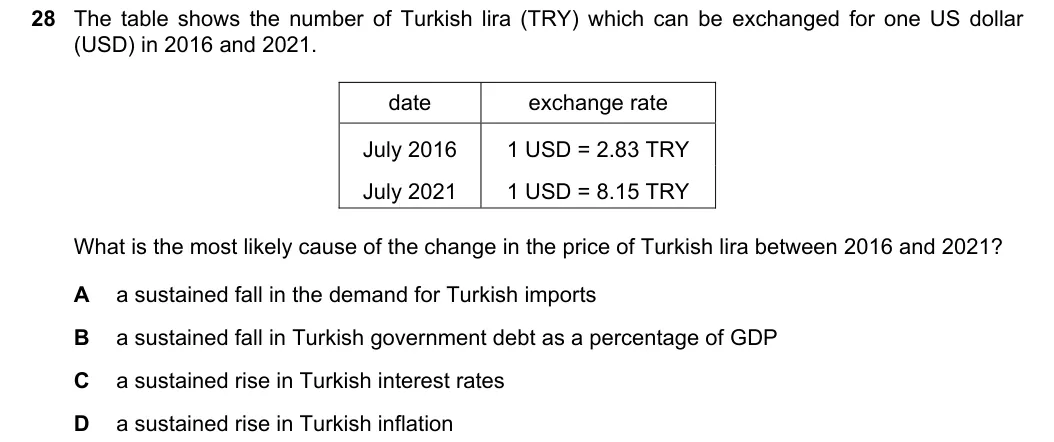 28 The table shows the number of Turkish lira (TRY) which can be exchanged for one US dollar
(USD) in 2016 and 2021.
date exchange rate
July 2016 1 USD = 2.83 TRY
July 2021 1 USD = 8.15 TRY
What is the most likely cause of the change in the price of Turkish lira between 2016 and 2021?
A a sustained fall in the demand for Turkish imports
B a sustained fall in Turkish government debt as a percentage of GDP
C a sustained rise in Turkish interest rates
D a sustained rise in Turkish inflation